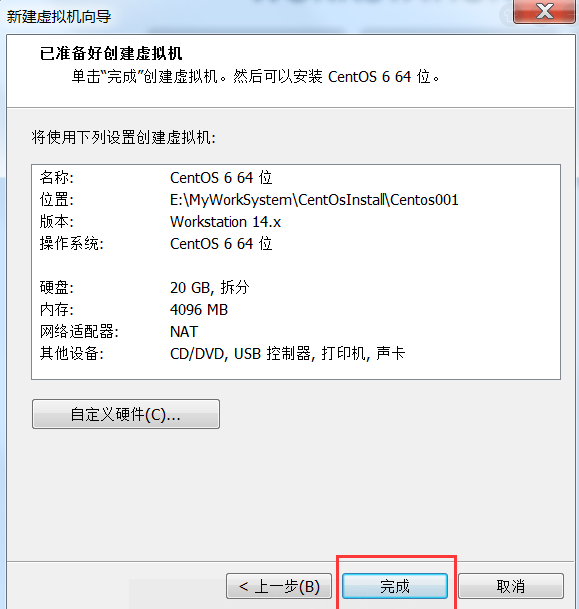 新建虚拟机向导
已准备好创建虚拟机
单击“完成”创建虚拟机。然后可以安装 CentOS 6 64 位。
将使用下列设置创建虚拟机:
名称: CentOS 6 64 位
位置: E:\MyWorkSystem\CentOsInstall\Centos001
版本: Workstation 14.x
操作系统: CentOS 6 64 位
硬盘: 20 GB, 拆分
内存: 4096 MB
网络适配器: NAT
其他设备: CD/DVD, USB 控制器, 打印机, 声卡
自定义硬件(C)...
< 上一步(B) 完成 取消